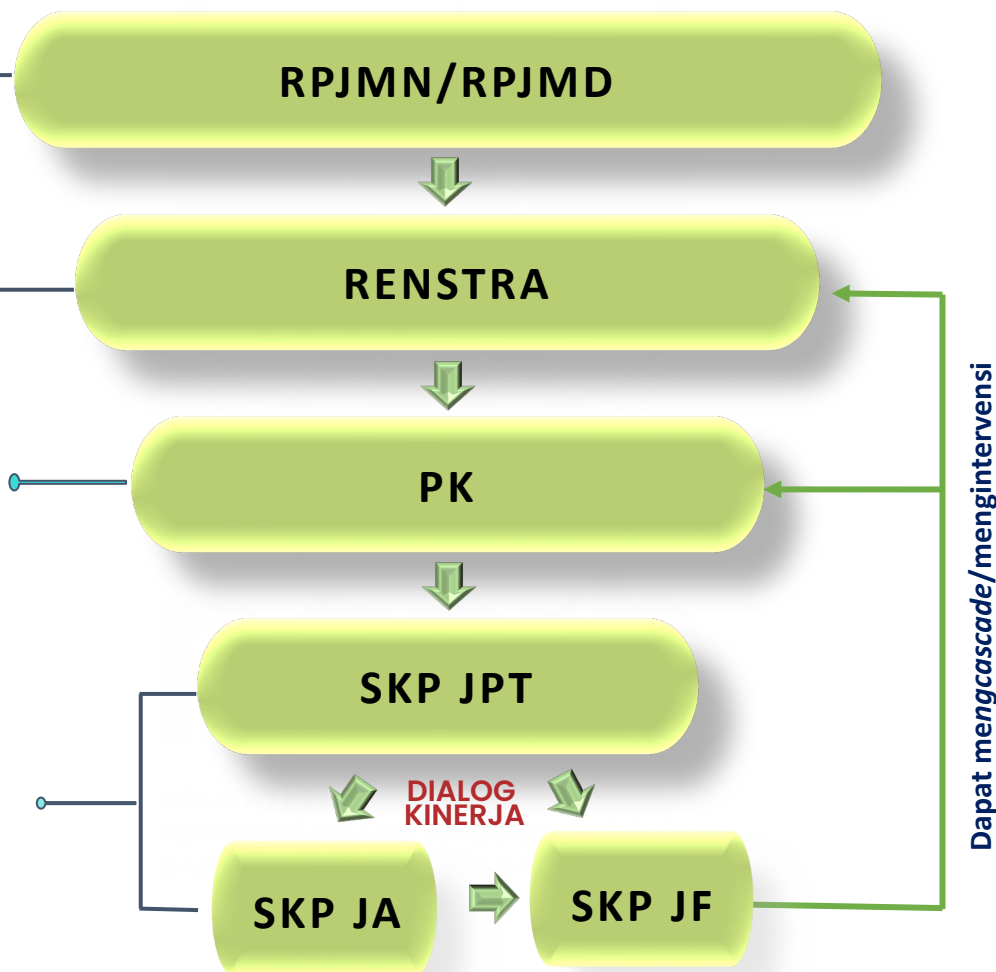 RPJMN/RPJMD
RENSTRA
PK
SKP JPT
DIALOG
KINERJA
SKP JA
SKP JF
Dapat mengcascade/mengintervensi